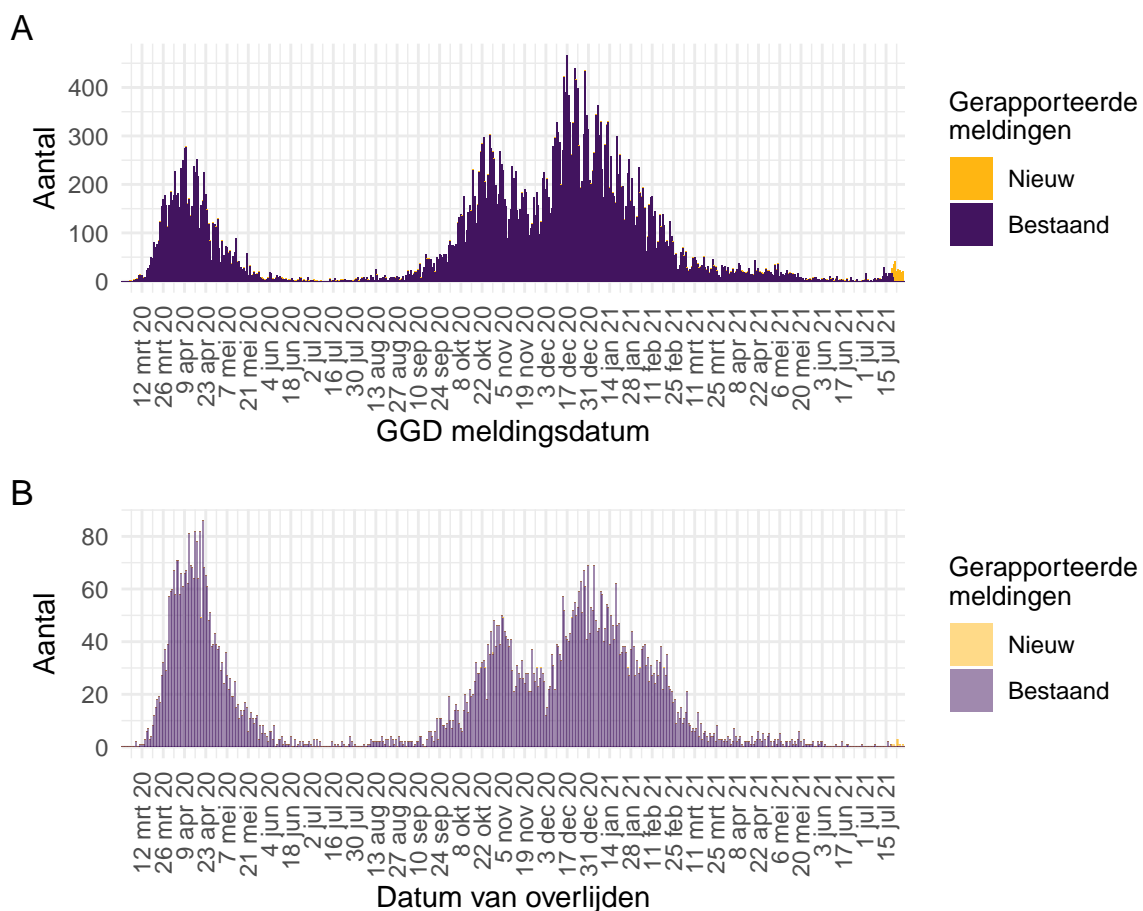 A
Aantal
400
300
200
100
0
12 mrt 20
26 mrt 20
9 apr 20
23 apr 20
7 mei 20
21 mei 20
4 jun 20
18 jun 20
2 jul 20
16 jul 20
30 jul 20
13 aug 20
27 aug 20
10 sep 20
24 sep 20
8 okt 20
22 okt 20
5 nov 20
19 nov 20
3 dec 20
17 dec 20
31 dec 20
14 jan 21
28 jan 21
11 feb 21
25 feb 21
11 mrt 21
25 mrt 21
8 apr 21
22 apr 21
6 mei 21
20 mei 21
3 jun 21
17 jun 21
1 jul 21
15 jul 21
GGD meldingsdatum
Gerapporteerde
meldingen
Nieuw
Bestaand
B
Aantal
80
60
40
20
0
12 mrt 20
26 mrt 20
9 apr 20
23 apr 20
7 mei 20
21 mei 20
4 jun 20
18 jun 20
2 jul 20
16 jul 20
30 jul 20
13 aug 20
27 aug 20
10 sep 20
24 sep 20
8 okt 20
22 okt 20
5 nov 20
19 nov 20
3 dec 20
17 dec 20
31 dec 20
14 jan 21
28 jan 21
11 feb 21
25 feb 21
11 mrt 21
25 mrt 21
8 apr 21
22 apr 21
6 mei 21
20 mei 21
3 jun 21
17 jun 21
1 jul 21
15 jul 21
Datum van overlijden
Gerapporteerde
meldingen
Nieuw
Bestaand